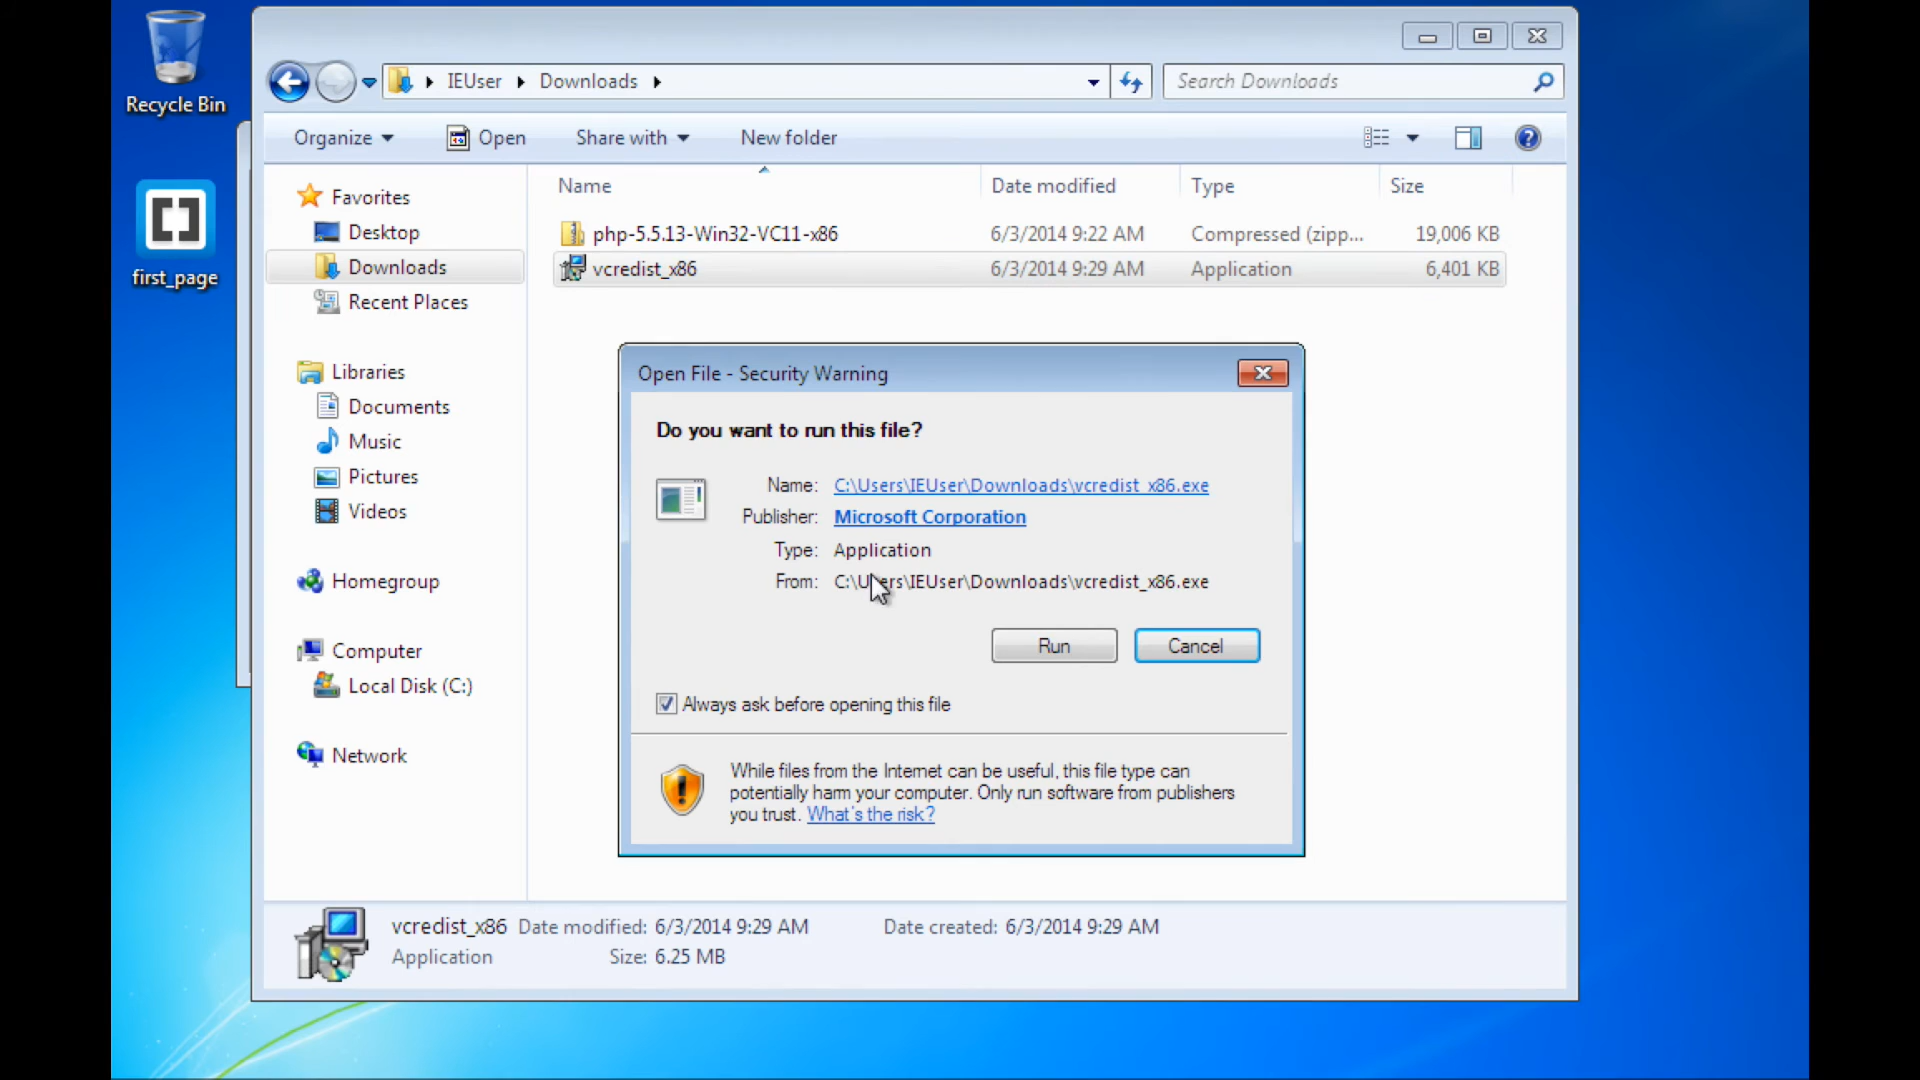 Recycle Bin
first_page
IEUser Downloads
Search Downloads
Organize Open Share with New folder
Favorites
Desktop
Downloads
Recent Places
Libraries
Documents
Music
Pictures
Videos
Homegroup
Computer
Local Disk (C:)
Network
Name Date modified Type Size
php-5.5.13-Win32-VC11-x86 6/3/2014 9:22 AM Compressed (zipp... 19,006 KB
vcredist_x86 6/3/2014 9:29 AM Application 6,401 KB
Open File - Security Warning
Do you want to run this file?
Name: C:\Users\IEUser\Downloads\vcredist_x86.exe
Publisher: Microsoft Corporation
Type: Application
From: C:\Users\IEUser\Downloads\vcredist_x86.exe
Run Cancel
Always ask before opening this file
While files from the Internet can be useful, this file type can
potentially harm your computer. Only run software from publishers
you trust. What's the risk?
vcredist_x86 Date modified: 6/3/2014 9:29 AM Date created: 6/3/2014 9:29 AM
Application Size: 6.25 MB